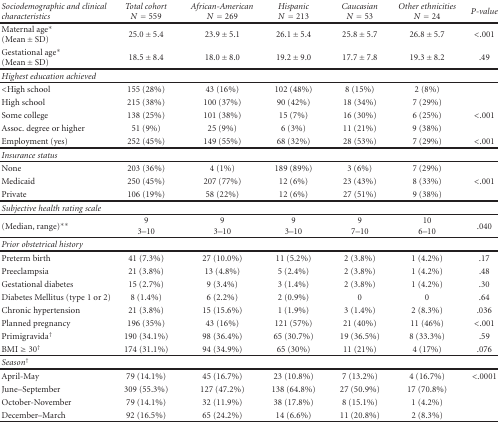 Sociodemographic and clinical characteristics Total cohort N = 559 African-American N = 269 Hispanic N = 213 Caucasian N = 53 Other ethnicities N = 24 P-value
Maternal age* (Mean ± SD) 25.0 ± 5.4 23.9 ± 5.1 26.1 ± 5.4 25.8 ± 5.7 26.8 ± 5.7 <.001
Gestational age* (Mean ± SD) 18.5 ± 8.4 18.0 ± 8.0 19.2 ± 9.0 17.7 ± 7.8 19.3 ± 8.2 .49
Highest education achieved
<High school 155 (28%) 43 (16%) 102 (48%) 8 (15%) 2 (8%)
High school 215 (38%) 100 (37%) 90 (42%) 18 (34%) 7 (29%)
Some college 138 (25%) 101 (38%) 15 (7%) 16 (30%) 6 (25%) <.001
Assoc. degree or higher 51 (9%) 25 (9%) 6 (3%) 11 (21%) 9 (38%)
Employment (yes) 252 (45%) 149 (55%) 68 (32%) 28 (53%) 7 (29%) <.001
Insurance status
None 203 (36%) 4 (1%) 189 (89%) 3 (6%) 7 (29%)
Medicaid 250 (45%) 207 (77%) 12 (6%) 23 (43%) 8 (33%) <.001
Private 106 (19%) 58 (22%) 12 (6%) 27 (51%) 9 (38%)
Subjective health rating scale
(Median, range)** 9 9 9 9 10 .040
3–10 3–10 3–10 7–10 6–10
Prior obstetrical history
Preterm birth 41 (7.3%) 27 (10.0%) 11 (5.2%) 2 (3.8%) 1 (4.2%) .17
Preeclampsia 21 (3.8%) 13 (4.8%) 5 (2.4%) 2 (3.8%) 1 (4.2%) .48
Gestational diabetes 15 (2.7%) 9 (3.4%) 3 (1.4%) 2 (3.8%) 1 (4.2%) .30
Diabetes Mellitus (type 1 or 2) 8 (1.4%) 6 (2.2%) 2 (0.9%) 0 0 .64
Chronic hypertension 21 (3.8%) 15 (15.6%) 1 (1.9%) 3 (1.4%) 2 (8.3%) .036
Planned pregnancy 196 (35%) 43 (16%) 121 (57%) 21 (40%) 11 (46%) <.001
Primigravida† 190 (34.1%) 98 (36.4%) 65 (30.7%) 19 (36.5%) 8 (33.3%) .59
BMI ≥ 30† 174 (31.1%) 94 (34.9%) 65 (30%) 11 (21%) 4 (17%) .076
Season†
April-May 79 (14.1%) 45 (16.7%) 23 (10.8%) 7 (13.2%) 4 (16.7%) <.0001
June–September 309 (55.3%) 127 (47.2%) 138 (64.8%) 27 (50.9%) 17 (70.8%)
October-November 79 (14.1%) 32 (11.9%) 38 (17.8%) 8 (15.1%) 1 (4.2%)
December–March 92 (16.5%) 65 (24.2%) 14 (6.6%) 11 (20.8%) 2 (8.3%)